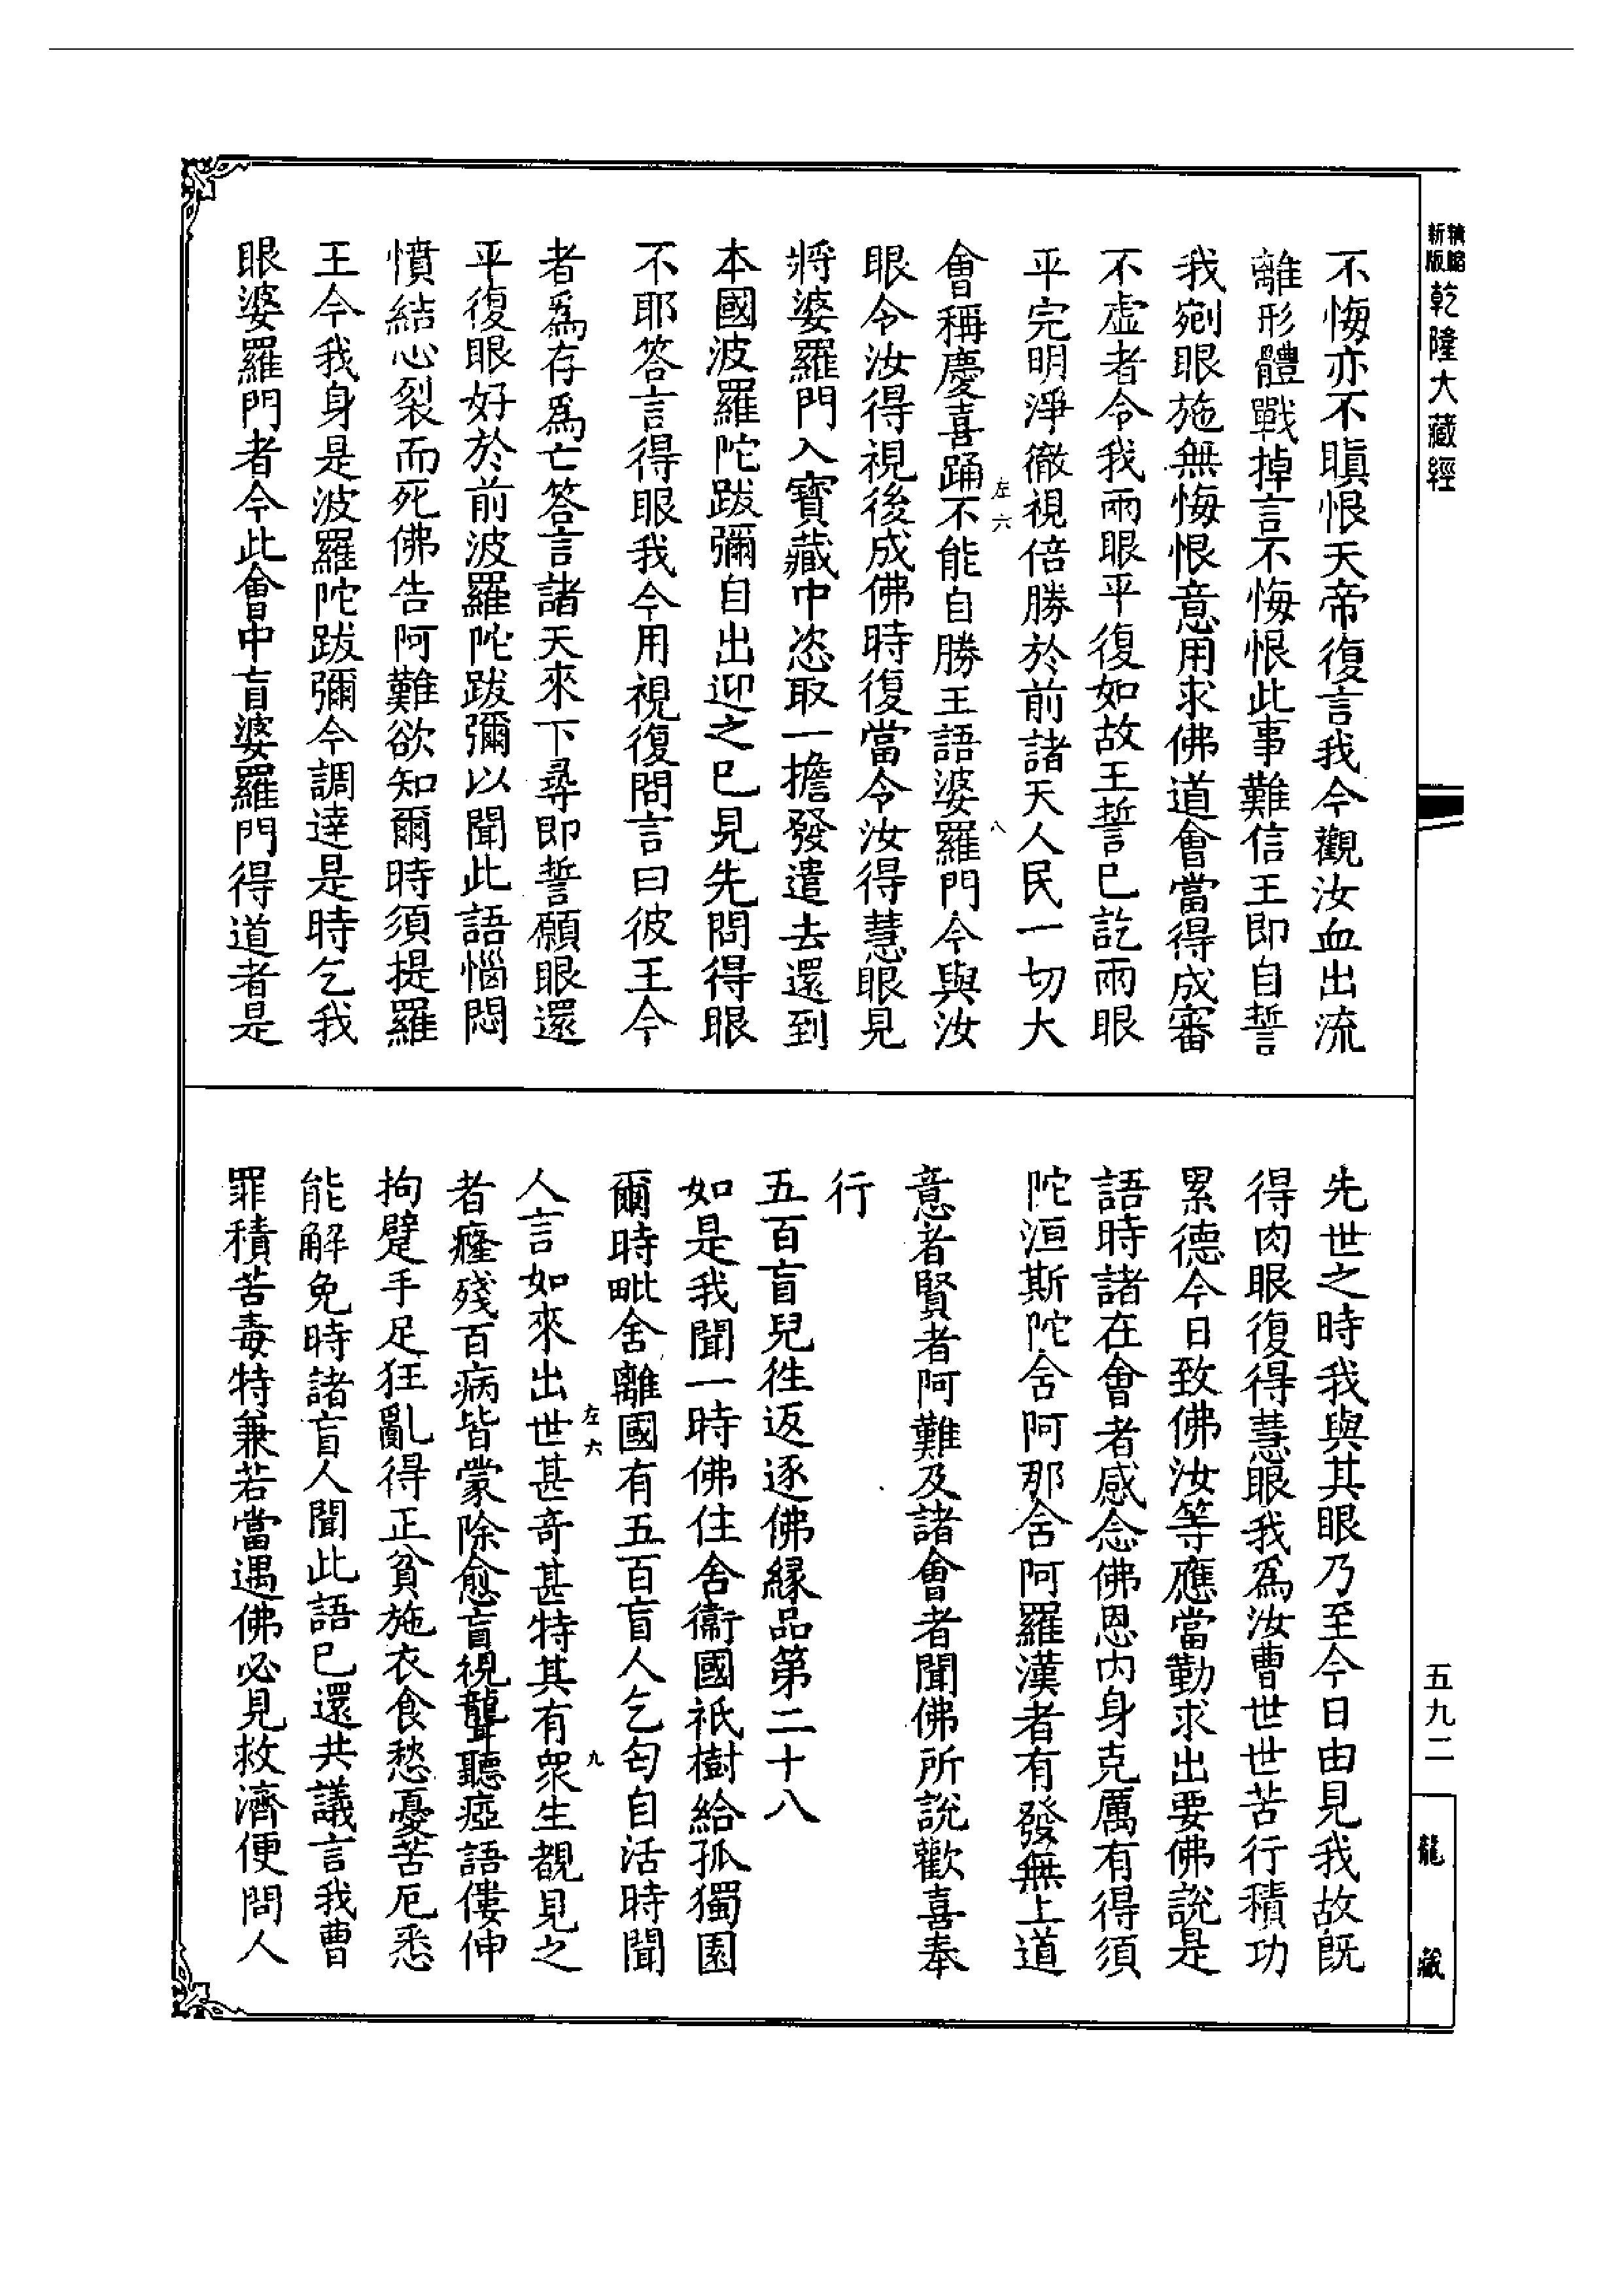 新版
精縮
乾隆大藏經
五九二
龍藏
不悔亦不瞋恨天帝復言我今觀汝血出流
離形體戰掉言不悔恨此事難信王即自誓
我剜眼施無悔恨意用求佛道會當得成審
不虛者令我兩眼平復如故王誓已訖兩眼
平完明淨徹視倍勝於前諸天人民一切大
左六
八
會稱慶喜踊不能自勝王語婆羅門今與汝
眼令汝得視後成佛時復當令汝得慧眼見
將婆羅門入寶藏中恣取一擔發遣去還到
本國波羅陀跋彌自出迎之已見先問得眼
不耶答言得眼我今用視復問言曰彼王今
者為存為亡答言諸天來下尋即誓願眼還
平復眼好於前波羅陀跋彌以聞此語惱悶
憤結心裂而死佛告阿難欲知爾時須提羅
王今我身是波羅陀跋彌今調達是時乞我
眼婆羅門者今此會中盲婆羅門得道者是
先世之時我與其眼乃至今日由見我故既
得肉眼復得慧眼我為汝曹世世苦行積功
累德今日致佛汝等應當勤求出要佛說是
語時諸在會者感念佛恩內身克厲有得須
陀洹斯陀含阿那含阿羅漢者有發無上道
意者賢者阿難及諸會者聞佛所說歡喜奉
行
五百盲兒徃返逐佛緣品第二十八
如是我聞一時佛住舍衞國祇樹給孤獨園
爾時毗舍離國有五百盲人乞匄自活時聞
左六
九
人言如來出世甚奇甚特其有眾生覩見之
者癃殘百病皆蒙除愈盲視聾聽瘂語僂伸
拘躄手足狂亂得正貧施衣食愁憂苦厄悉
能解免時諸盲人聞此語已還共議言我曹
罪積苦毒特兼若當遇佛必見救濟便問人